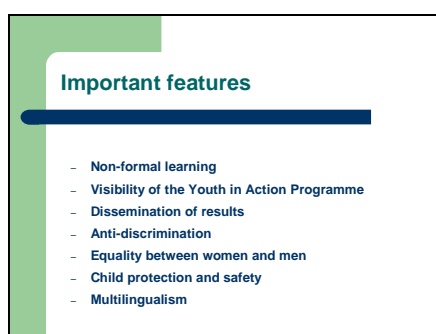 Important features
– Non-formal learning
– Visibility of the Youth in Action Programme
– Dissemination of results
– Anti-discrimination
– Equality between women and men
– Child protection and safety
– Multilingualism